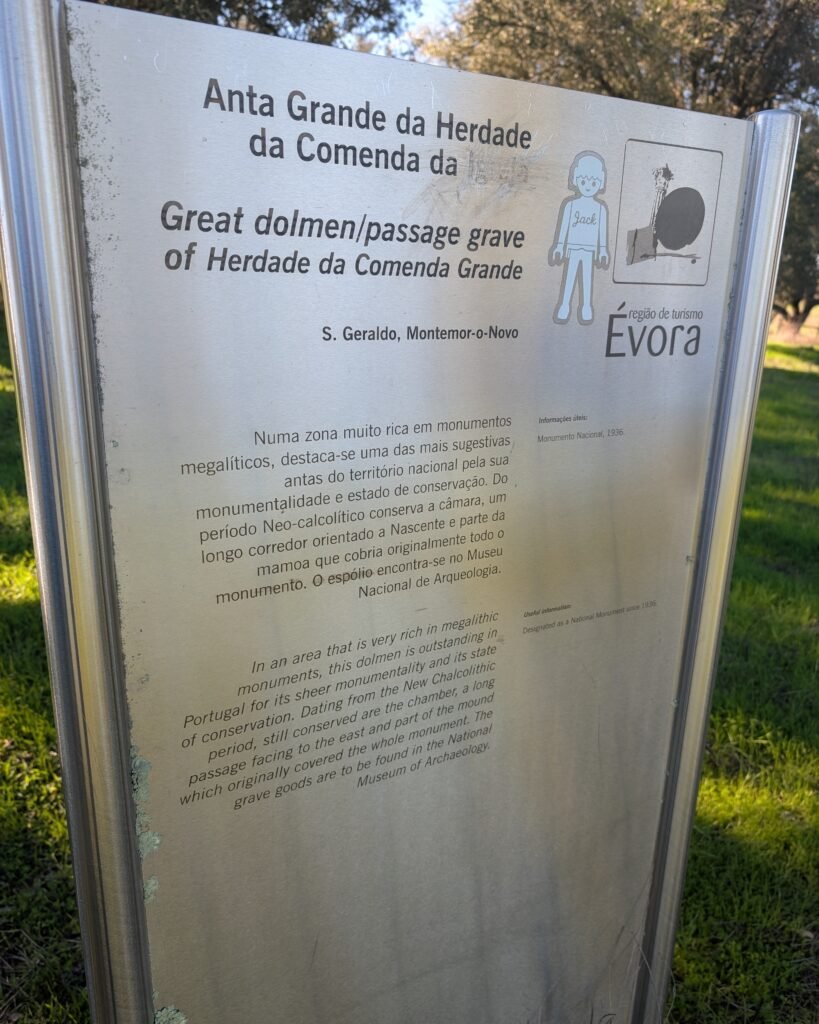 Anta Grande da Herdade
da Comenda da
Great dolmen/passage grave
of Herdade da Comenda Grande
Jack
região de turismo
Évora
S. Geraldo, Montemor-o-Novo
Numa zona muito rica em monumentos
megalíticos, destaca-se uma das mais sugestivas
antas do território nacional pela sua
monumentalidade e estado de conservação. Do
período Neo-calcolítico conserva a câmara, um
longo corredor orientado a Nascente e parte da
mamoa que cobria originalmente todo o
monumento. O espólio encontra-se no Museu
Nacional de Arqueologia.
Informações úteis:
Monumento Nacional, 1936.
In an area that is very rich in megalithic
monuments, this dolmen is outstanding in
Portugal for its sheer monumentality and its state
of conservation. Dating from the New Chalcolithic
period, still conserved are the chamber, a long
passage facing to the east and part of the mound
which originally covered the whole monument. The
grave goods are to be found in the National
Museum of Archaeology.
Useful information:
Designated as a National Monument since 1936.